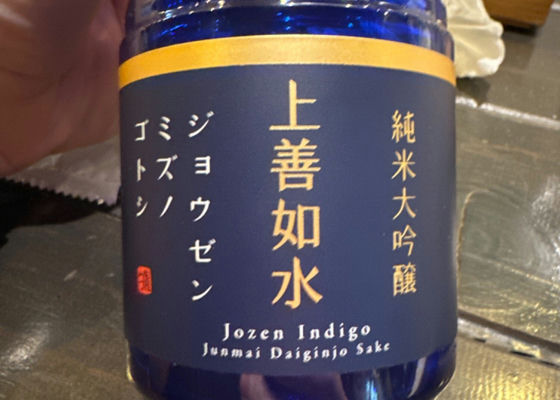 純米大吟醸
上善如水
ジョウゼン
ミズノ
ゴトシ
Jozen Indigo
Junmai Daiginjo Sake